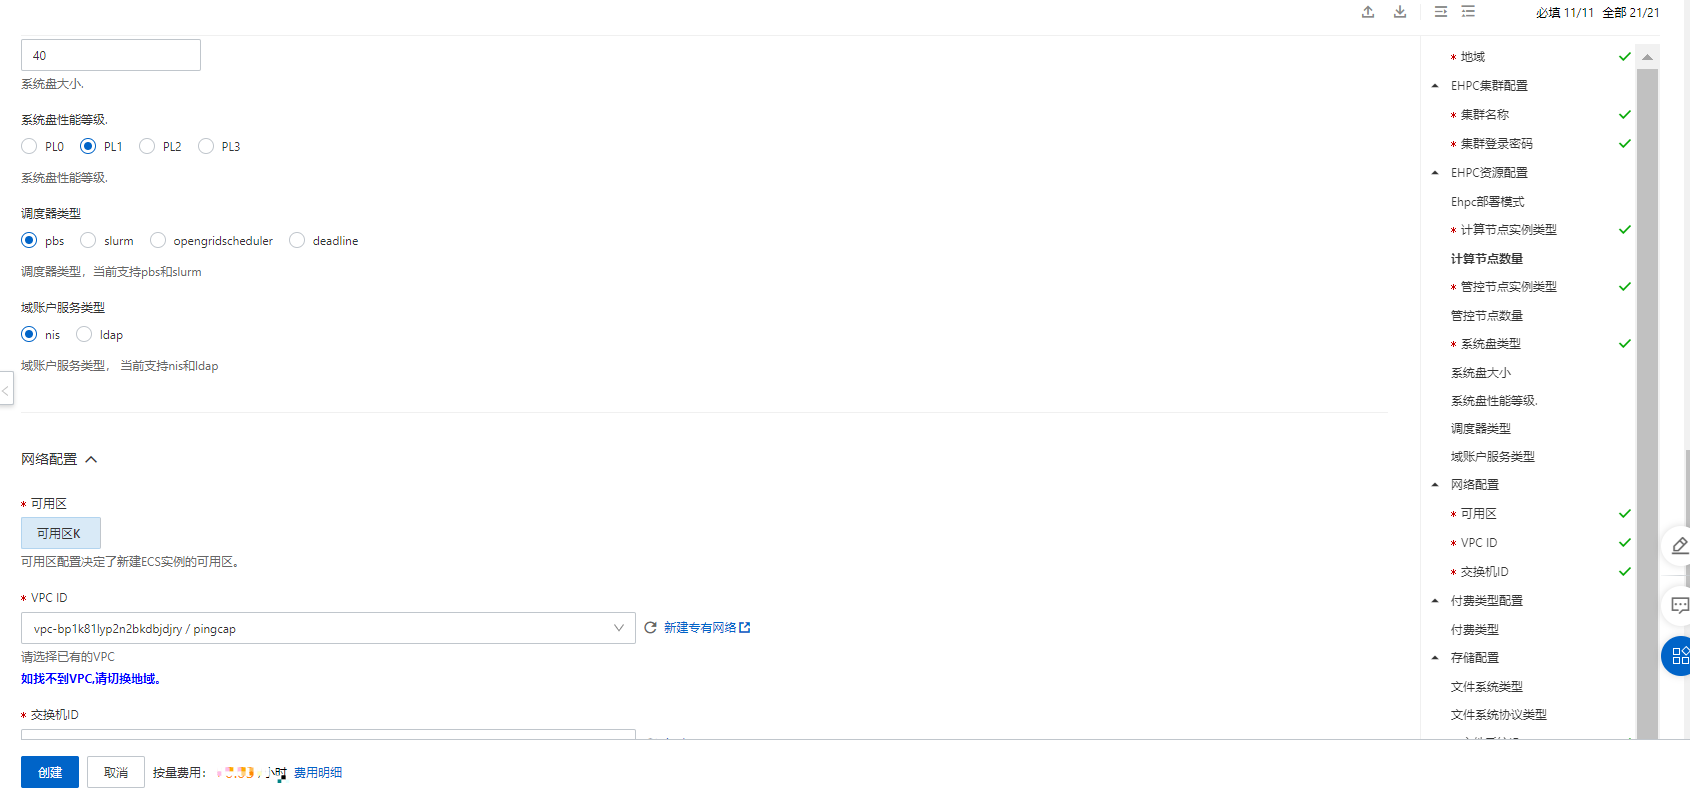 必填 11/11 全部 21/21
40
系统盘大小.
系统盘性能等级.
PL0 PL1 PL2 PL3
系统盘性能等级.
调度器类型
pbs slurm opengridscheduler deadline
调度器类型，当前支持pbs和slurm
域账户服务类型
nis ldap
域账户服务类型， 当前支持nis和ldap
网络配置
* 可用区
可用区K
可用区配置决定了新建ECS实例的可用区。
* VPC ID
vpc-bp1k81lyp2n2bkdbjdjry / pingcap
新建专有网络
请选择已有的VPC
如找不到VPC,请切换地域。
* 交换机ID
创建 取消 按量费用： 小时 费用明细
* 地域
EHPC集群配置
* 集群名称
* 集群登录密码
EHPC资源配置
Ehpc部署模式
* 计算节点实例类型
计算节点数量
* 管控节点实例类型
管控节点数量
* 系统盘类型
系统盘大小
系统盘性能等级.
调度器类型
域账户服务类型
网络配置
* 可用区
* VPC ID
* 交换机ID
付费类型配置
付费类型
存储配置
文件系统类型
文件系统协议类型